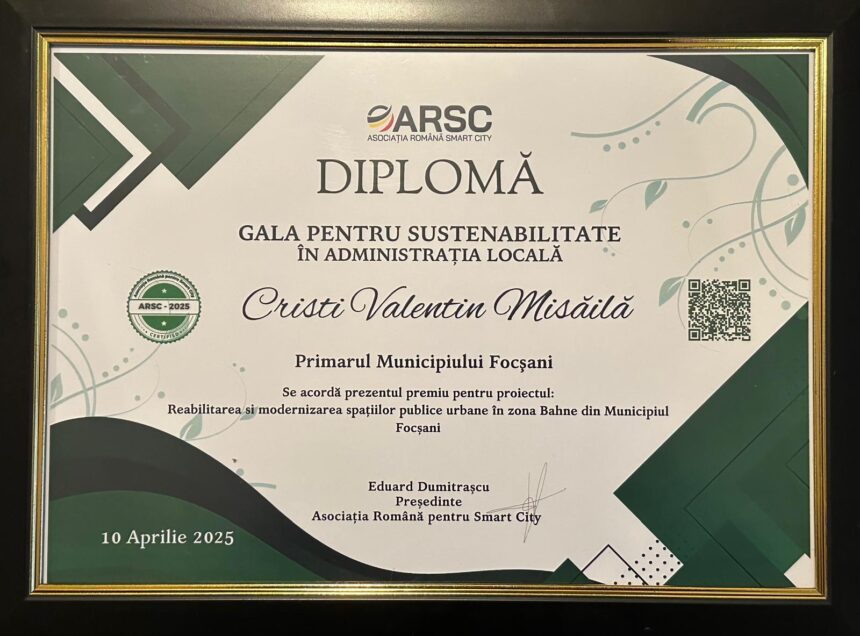 ARSC
ASOCIAȚIA ROMÂNĂ SMART CITY
DIPLOMĂ
GALA PENTRU SUSTENABILITATE
ÎN ADMINISTRAȚIA LOCALĂ
ARSC - 2025
Cristi Valentin Misăilă
Primarul Municipiului Focșani
Se acordă prezentul premiu pentru proiectul:
Reabilitarea si modernizarea spațiilor publice urbane în zona Bahne din Municipiul
Focșani
Eduard Dumitrașcu
Președinte
Asociația Română pentru Smart City
10 Aprilie 2025